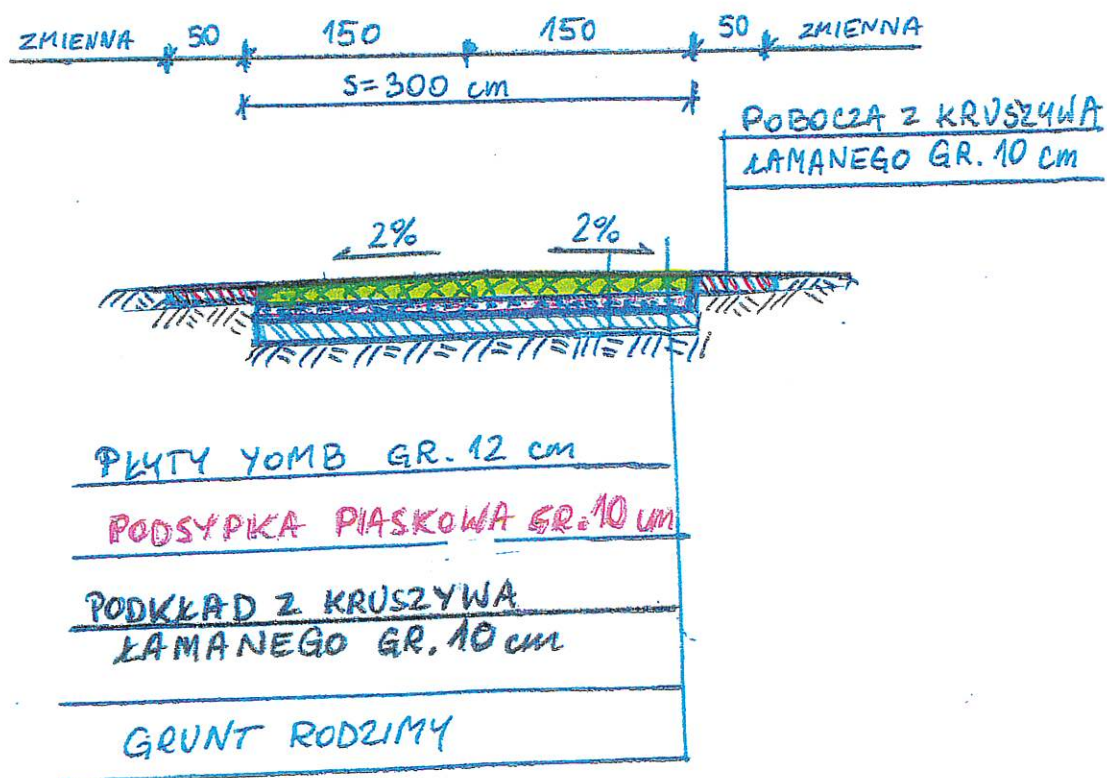 ZMIENNA 50 150 150 50 ZMIENNA
S=300 cm
POBOCZA Z KRUSZYWA
ŁAMANEGO GR. 10 cm
2% 2%
PŁYTY YOMB GR. 12 cm
PODSYPKA PIASKOWA GR. 10 cm
PODKŁAD Z KRUSZYWA
ŁAMANEGO GR. 10 cm
GRUNT RODZIMY